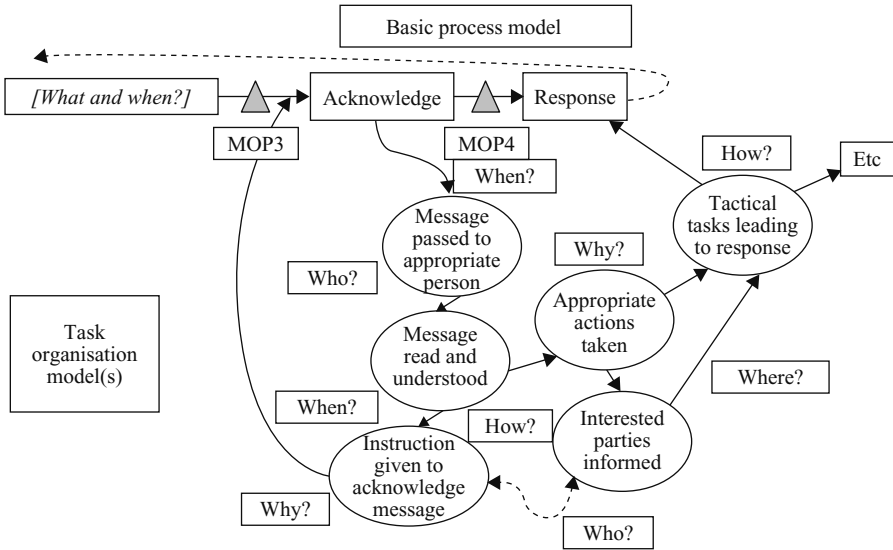 Basic process model
[What and when?]
Acknowledge
Response
MOP3
MOP4
When?
How?
Etc
Message
passed to
appropriate
person
Tactical
tasks leading
to response
Why?
Who?
Appropriate
actions
taken
Task
organisation
model(s)
Message
read and
understood
Where?
When?
How?
Interested
parties
informed
Instruction
given to
acknowledge
message
Why?
Who?